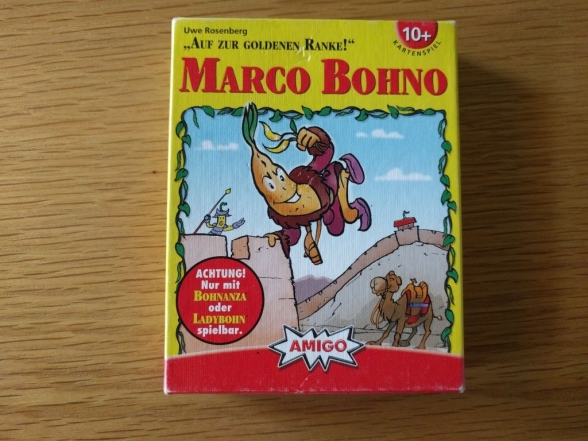 Uwe Rosenberg
„AUF ZUR GOLDENEN RANKE!“
MARCO BOHNO
10+
KARTENSPIEL
ACHTUNG!
Nur mit
BOHNANZA
oder
LADYBOHN
spielbar.
AMIGO